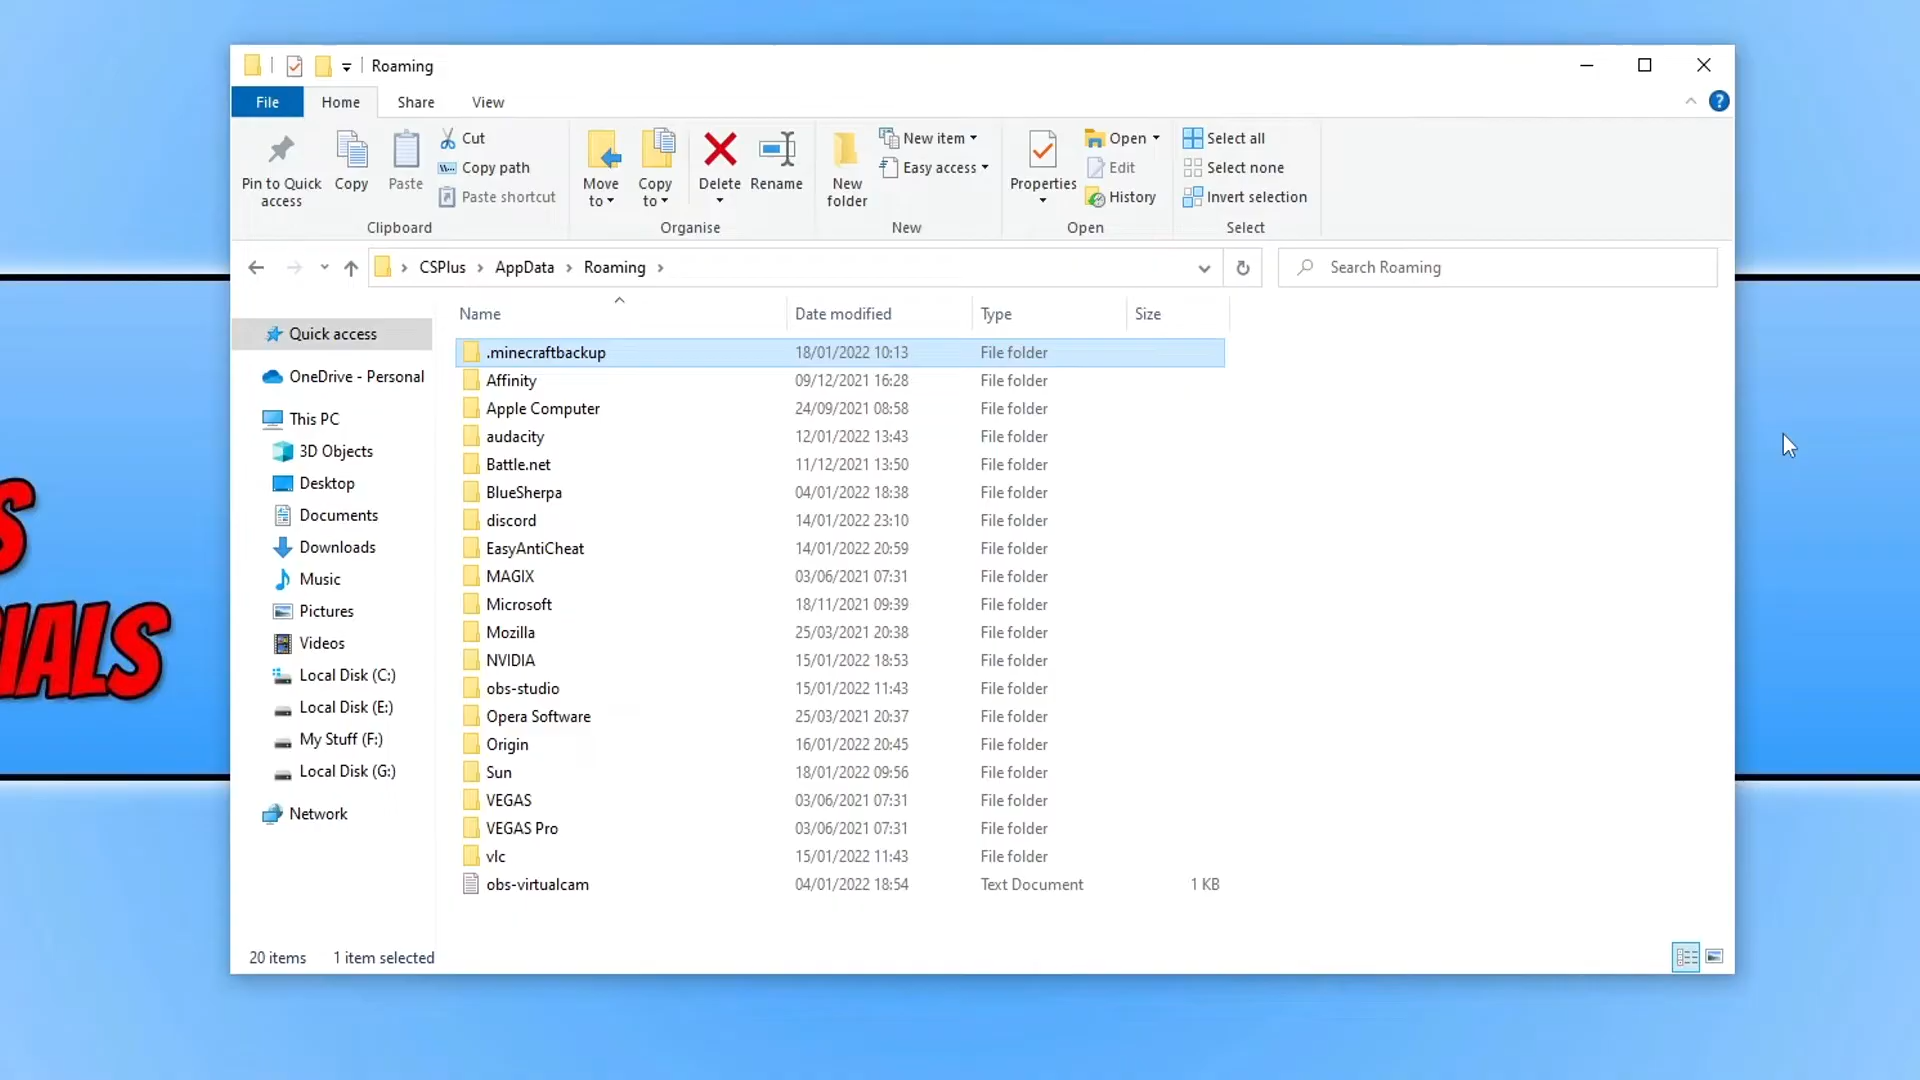 Roaming
File Home Share View
Pin to Quick access
Copy
Paste
Cut
Copy path
Paste shortcut
Clipboard
Move to
Copy to
Delete
Rename
Organise
New folder
New item
Easy access
New
Properties
Open
Edit
History
Open
Select all
Select none
Invert selection
Select
CSPlus > AppData > Roaming >
Search Roaming
Quick access
OneDrive - Personal
This PC
3D Objects
Desktop
Documents
Downloads
Music
Pictures
Videos
Local Disk (C:)
Local Disk (E:)
My Stuff (F:)
Local Disk (G:)
Network
Name Date modified Type Size
.minecraftbackup 18/01/2022 10:13 File folder
Affinity 09/12/2021 16:28 File folder
Apple Computer 24/09/2021 08:58 File folder
audacity 12/01/2022 13:43 File folder
Battle.net 11/12/2021 13:50 File folder
BlueSherpa 04/01/2022 18:38 File folder
discord 14/01/2022 23:10 File folder
EasyAntiCheat 14/01/2022 20:59 File folder
MAGIX 03/06/2021 07:31 File folder
Microsoft 18/11/2021 09:39 File folder
Mozilla 25/03/2021 20:38 File folder
NVIDIA 15/01/2022 18:53 File folder
obs-studio 15/01/2022 11:43 File folder
Opera Software 25/03/2021 20:37 File folder
Origin 16/01/2022 20:45 File folder
Sun 18/01/2022 09:56 File folder
VEGAS 03/06/2021 07:31 File folder
VEGAS Pro 03/06/2021 07:31 File folder
vlc 15/01/2022 11:43 File folder
obs-virtualcam 04/01/2022 18:54 Text Document 1 KB
20 items 1 item selected
S
IALS